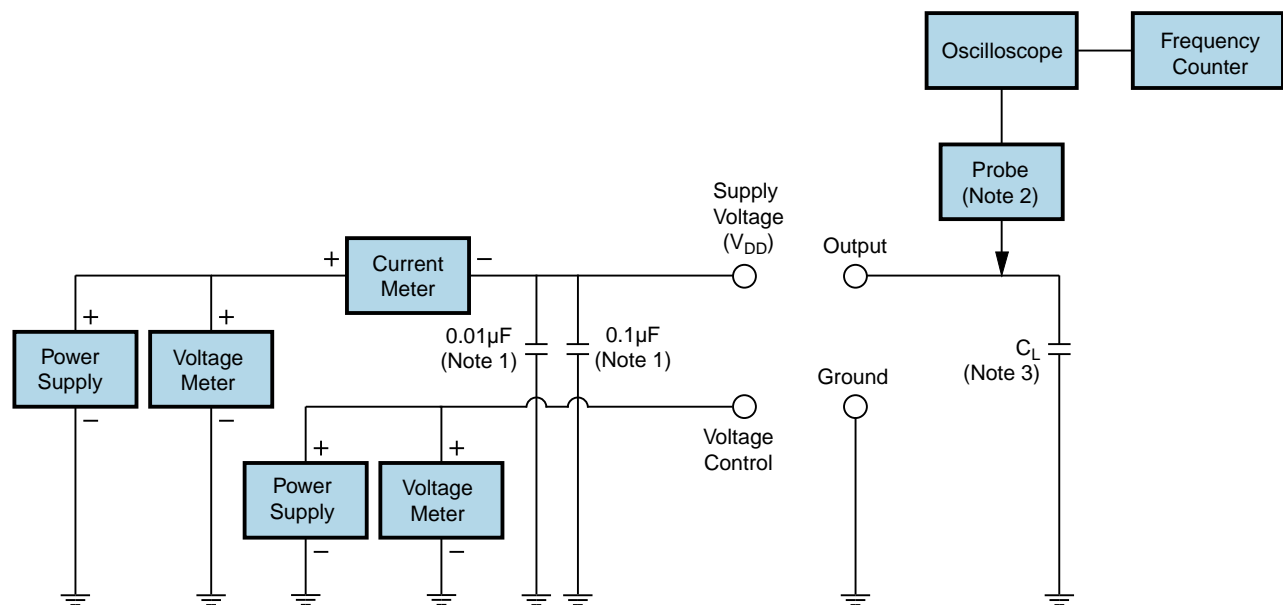 Oscilloscope
Frequency
Counter
Probe
(Note 2)
Supply
Voltage
(VDD)
Output
+
Current
Meter
−
+
Power
Supply
−
+
Voltage
Meter
−
0.01µF
(Note 1)
0.1µF
(Note 1)
CL
(Note 3)
Ground
Voltage
Control
+
Power
Supply
−
+
Voltage
Meter
−